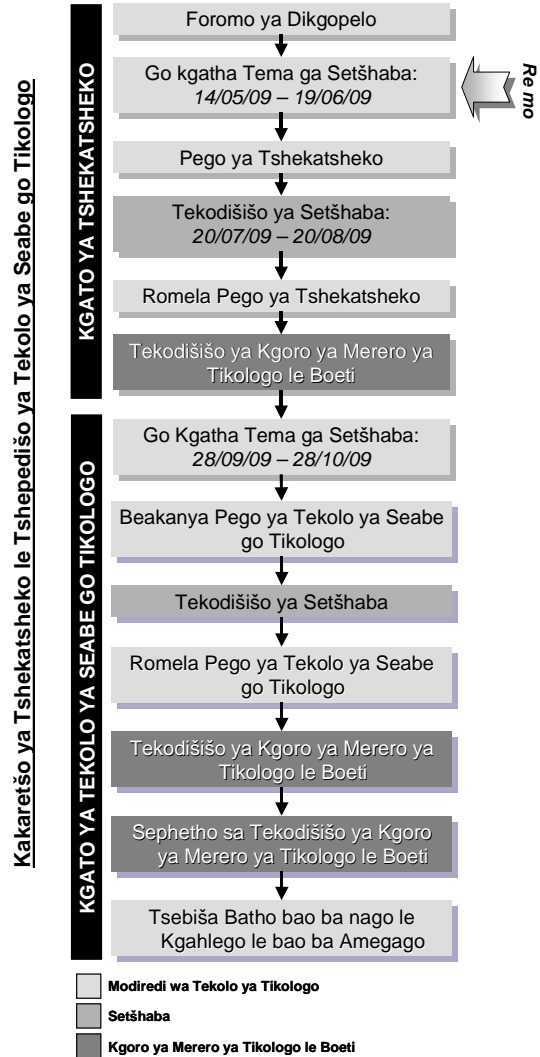 Kakaretšo ya Tshekatsheko le Tshepedišo ya Tekolo ya Seabe go Tikologo
KGATO YA TSHEKATSHEKO
Foromo ya Dikgopelo
Go kgatha Tema ga Setšhaba:
14/05/09 – 19/06/09
Re mo
Pego ya Tshekatsheko
Tekodišišo ya Setšhaba:
20/07/09 – 20/08/09
Romela Pego ya Tshekatsheko
Tekodišišo ya Kgoro ya Merero ya
Tikologo le Boeti
KGATO YA TEKOLO YA SEABE GO TIKOLOGO
Go Kgatha Tema ga Setšhaba:
28/09/09 – 28/10/09
Beakanya Pego ya Tekolo ya Seabe
go Tikologo
Tekodišišo ya Setšhaba
Romela Pego ya Tekolo ya Seabe
go Tikologo
Tekodišišo ya Kgoro ya Merero ya
Tikologo le Boeti
Sephetho sa Tekodišišo ya Kgoro
ya Merero ya Tikologo le Boeti
Tsebiša Batho bao ba nago le
Kgahlego le bao ba Amegago
Modiredi wa Tekolo ya Tikologo
Setšhaba
Kgoro ya Merero ya Tikologo le Boeti